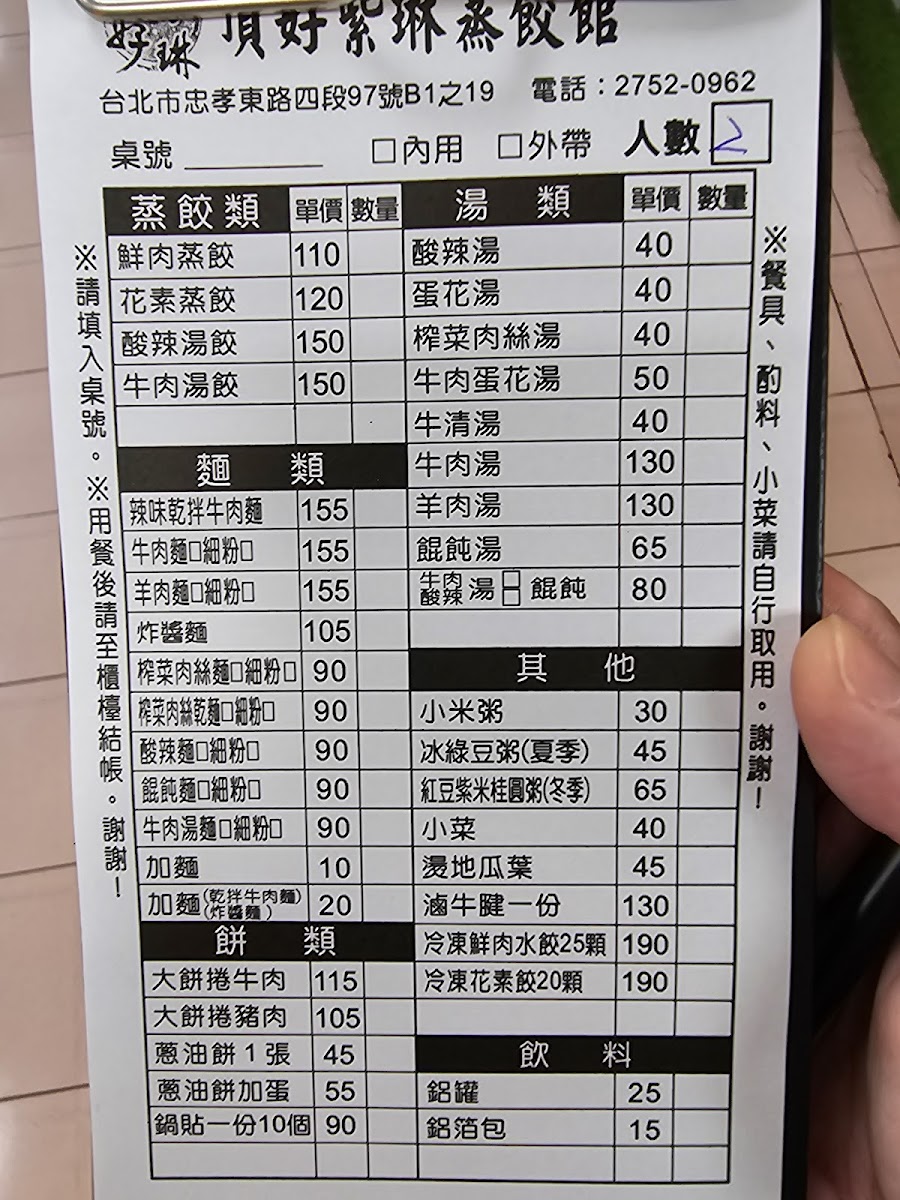 好琳 頂好紫琳蒸餃館
台北市忠孝東路四段97號B1之19 電話：2752-0962
桌號 ________ □內用 □外帶 人數 2
※請填入桌號。※用餐後請至櫃檯結帳。謝謝！
蒸餃類 單價 數量
鮮肉蒸餃 110
花素蒸餃 120
酸辣湯餃 150
牛肉湯餃 150
麵 類
辣味乾拌牛肉麵 155
牛肉麵□細粉□ 155
羊肉麵□細粉□ 155
炸醬麵 105
榨菜肉絲麵□細粉□ 90
榨菜肉絲乾麵□細粉□ 90
酸辣麵□細粉□ 90
餛飩麵□細粉□ 90
牛肉湯麵□細粉□ 90
加麵 10
加麵(乾拌牛肉麵)(炸醬麵) 20
餅 類
大餅捲牛肉 115
大餅捲豬肉 105
蔥油餅1張 45
蔥油餅加蛋 55
鍋貼一份10個 90
湯 類 單價 數量
酸辣湯 40
蛋花湯 40
榨菜肉絲湯 40
牛肉蛋花湯 50
牛清湯 40
牛肉湯 130
羊肉湯 130
餛飩湯 65
牛肉酸辣湯□□餛飩 80
其 他
小米粥 30
冰綠豆粥(夏季) 45
紅豆紫米桂圓粥(冬季) 65
小菜 40
燙地瓜葉 45
滷牛腱一份 130
冷凍鮮肉水餃25顆 190
冷凍花素餃20顆 190
飲 料
鋁罐 25
鋁箔包 15
※餐具、酌料、小菜請自行取用。謝謝！